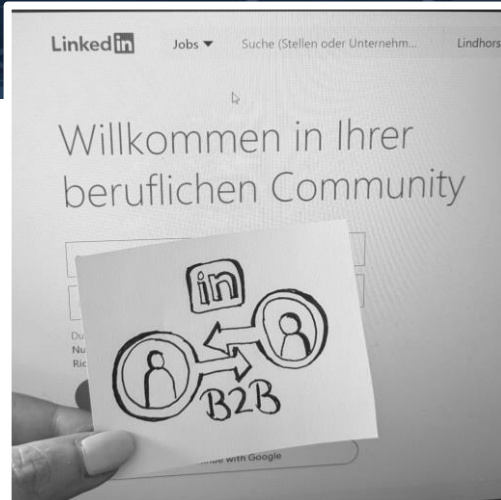 Linked in
Jobs
Suche (Stellen oder Unternehm...
Lindhors
Willkommen in Ihrer
beruflichen Community
in
B2B
with Google